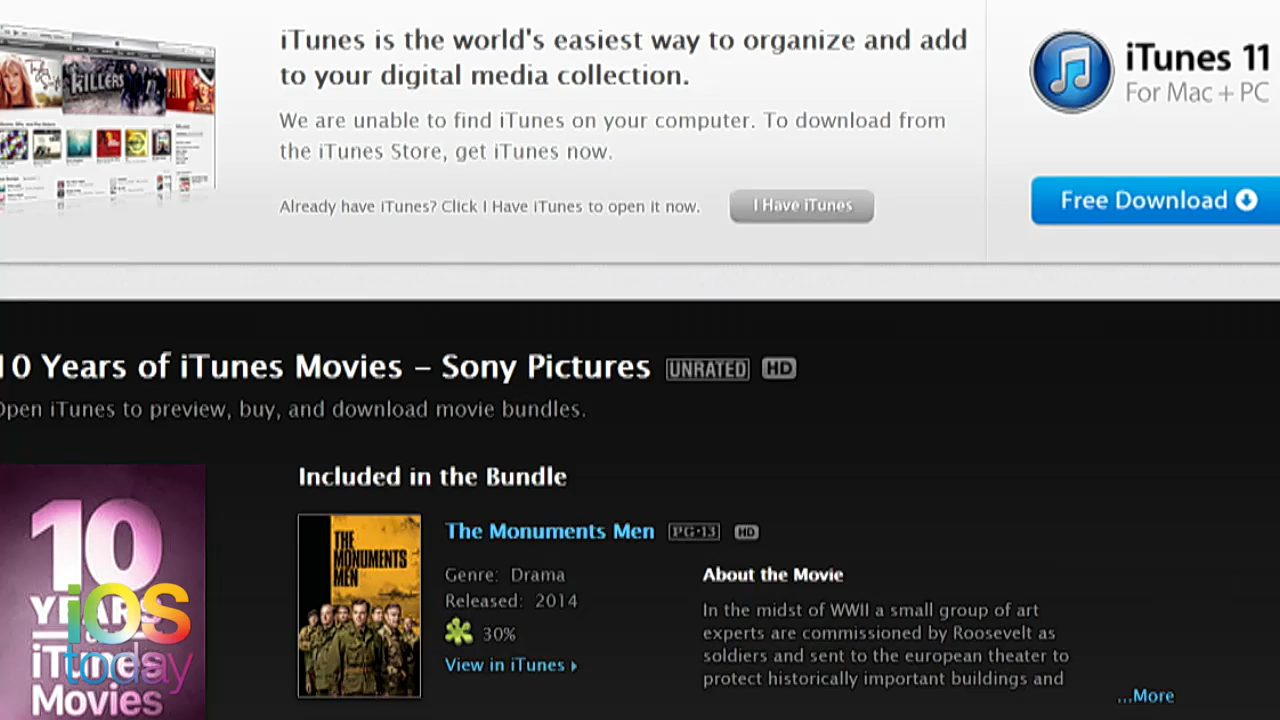 iTunes is the world's easiest way to organize and add
to your digital media collection.
We are unable to find iTunes on your computer. To download from
the iTunes Store, get iTunes now.
Already have iTunes? Click I Have iTunes to open it now.
I Have iTunes
iTunes 11
For Mac + PC
Free Download
KILLERS
10 Years of iTunes Movies – Sony Pictures UNRATED HD
Open iTunes to preview, buy, and download movie bundles.
Included in the Bundle
10
YEARS
iTunes
Movies
iOS
today
THE
MONUMENTS
MEN
The Monuments Men PG-13 HD
Genre: Drama
Released: 2014
30%
View in iTunes
About the Movie
In the midst of WWII a small group of art
experts are commissioned by Roosevelt as
soldiers and sent to the european theater to
protect historically important buildings and
...More